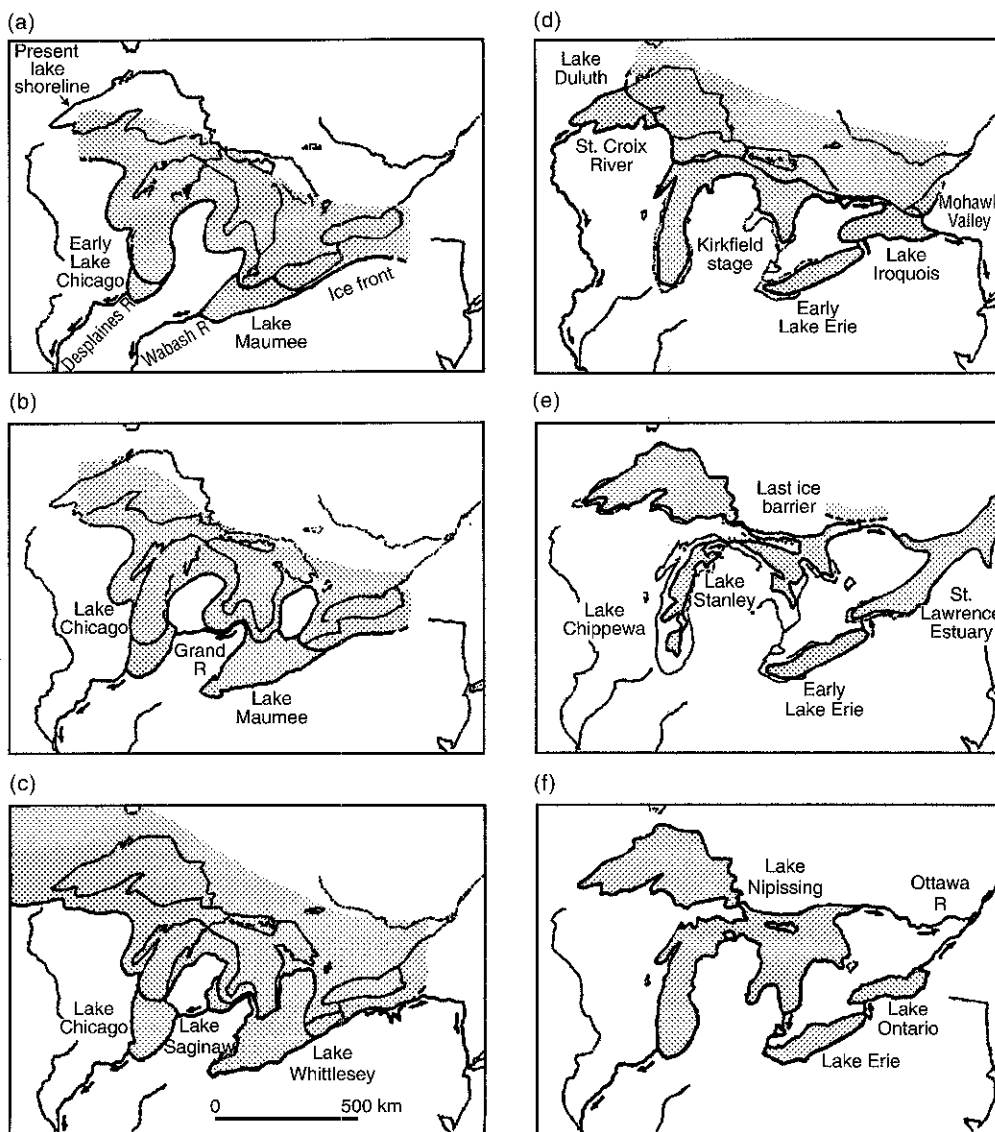 (a)
Present
lake
shoreline
Early
Lake
Chicago
Desplaines R
Wabash R
Lake
Maumee
Ice front
(b)
Lake
Chicago
Grand
R
Lake
Maumee
(c)
Lake
Chicago
Lake
Saginaw
Lake
Whittlesey
0 500 km
(d)
Lake
Duluth
St. Croix
River
Kirkfield
stage
Mohawk
Valley
Lake
Iroquois
Early
Lake Erie
(e)
Last ice
barrier
Lake
Stanley
Lake
Chippewa
St.
Lawrence
Estuary
Early
Lake Erie
(f)
Lake
Nipissing
Ottawa
R
Lake
Ontario
Lake Erie